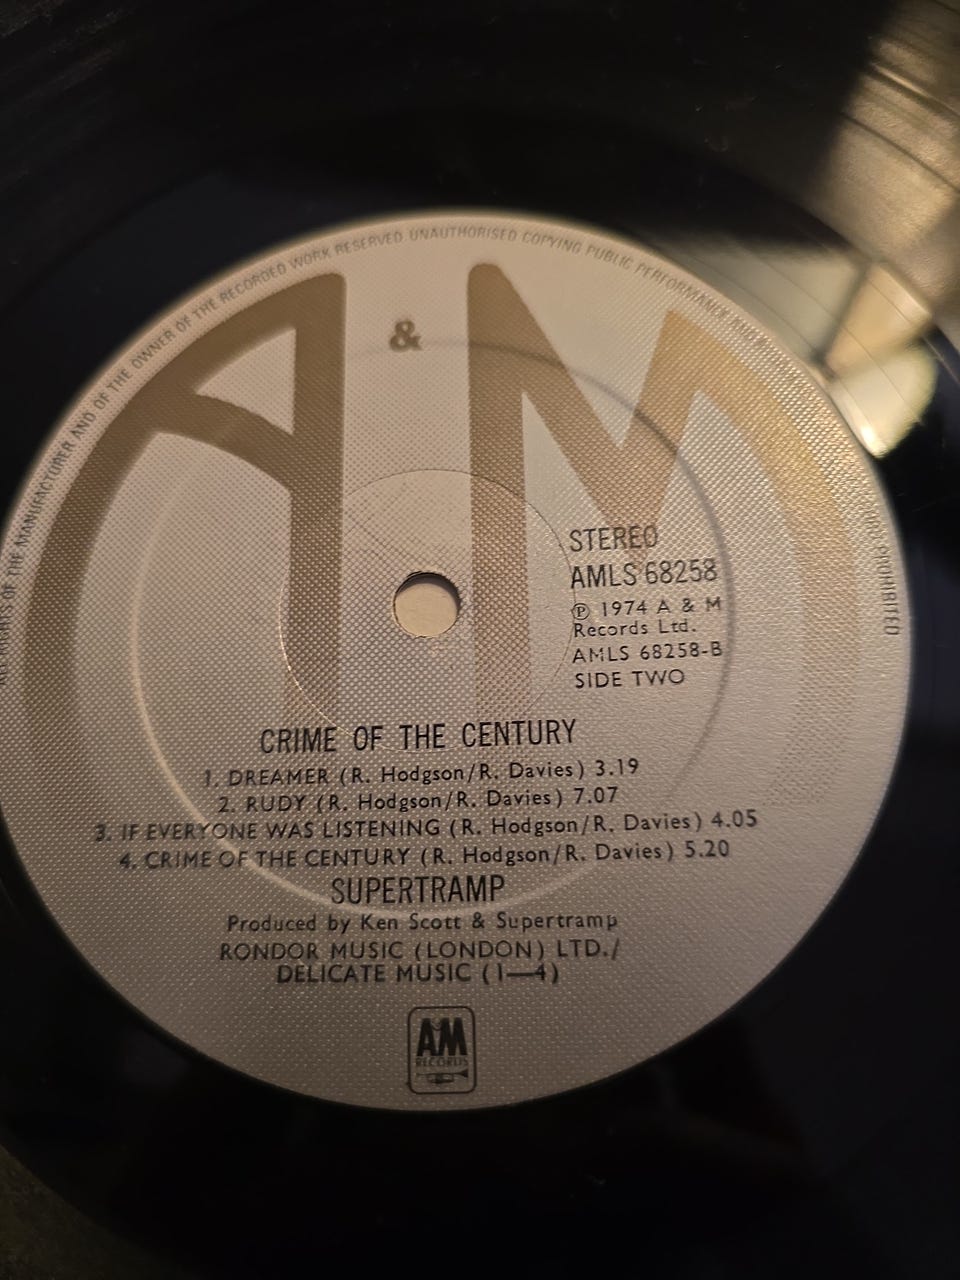 ALL RIGHTS OF THE MANUFACTURER AND OF THE OWNER OF THE RECORDED WORK RESERVED UNAUTHORISED COPYING PUBLIC PERFORMANCE AND PROHIBITED
A & M
STEREO
AMLS 68258
℗ 1974 A & M
Records Ltd.
AMLS 68258-B
SIDE TWO
CRIME OF THE CENTURY
1. DREAMER (R. Hodgson/R. Davies) 3.19
2. RUDY (R. Hodgson/R. Davies) 7.07
3. IF EVERYONE WAS LISTENING (R. Hodgson/R. Davies) 4.05
4. CRIME OF THE CENTURY (R. Hodgson/R. Davies) 5.20
SUPERTRAMP
Produced by Ken Scott & Supertramp
RONDOR MUSIC (LONDON) LTD./
DELICATE MUSIC (1—4)
AM
RECORDS